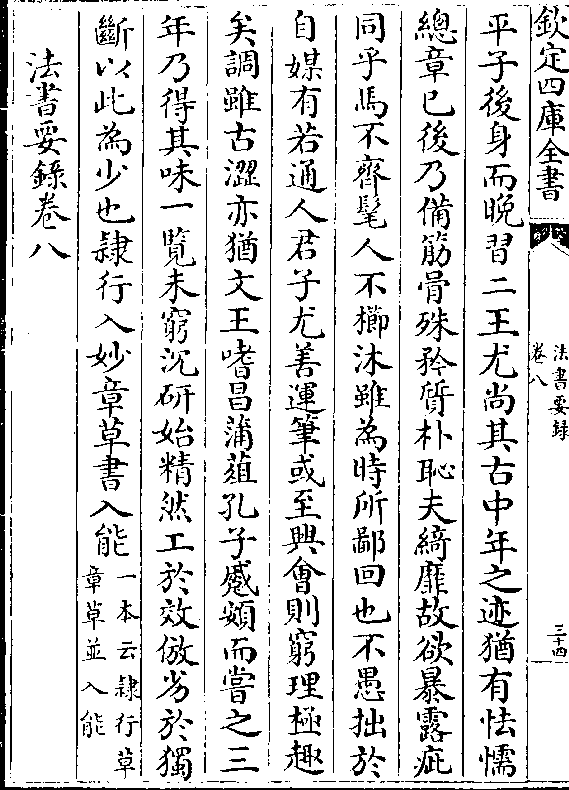 欽定四庫全書
法書要録
卷八
三十四
平子後身而晚習二王尤尚其古中年之迹猶有怯懦
總章已後乃備筋骨殊矜質朴恥夫綺靡故欲暴露疵
同乎馬不齊髦人不櫛沐雖為時所鄙回也不愚拙於
自媒有若通人君子尤善運筆或至興會則窮理極趣
矣調雖古澀亦猶文王嗜昌蒲菹孔子蹙頞而嘗之三
年乃得其味一覧未窮沉研始精然工於效倣劣於獨
斷以此為少也隸行入妙章草書入能
一本云隸行草
章草並入能
法書要錄卷八